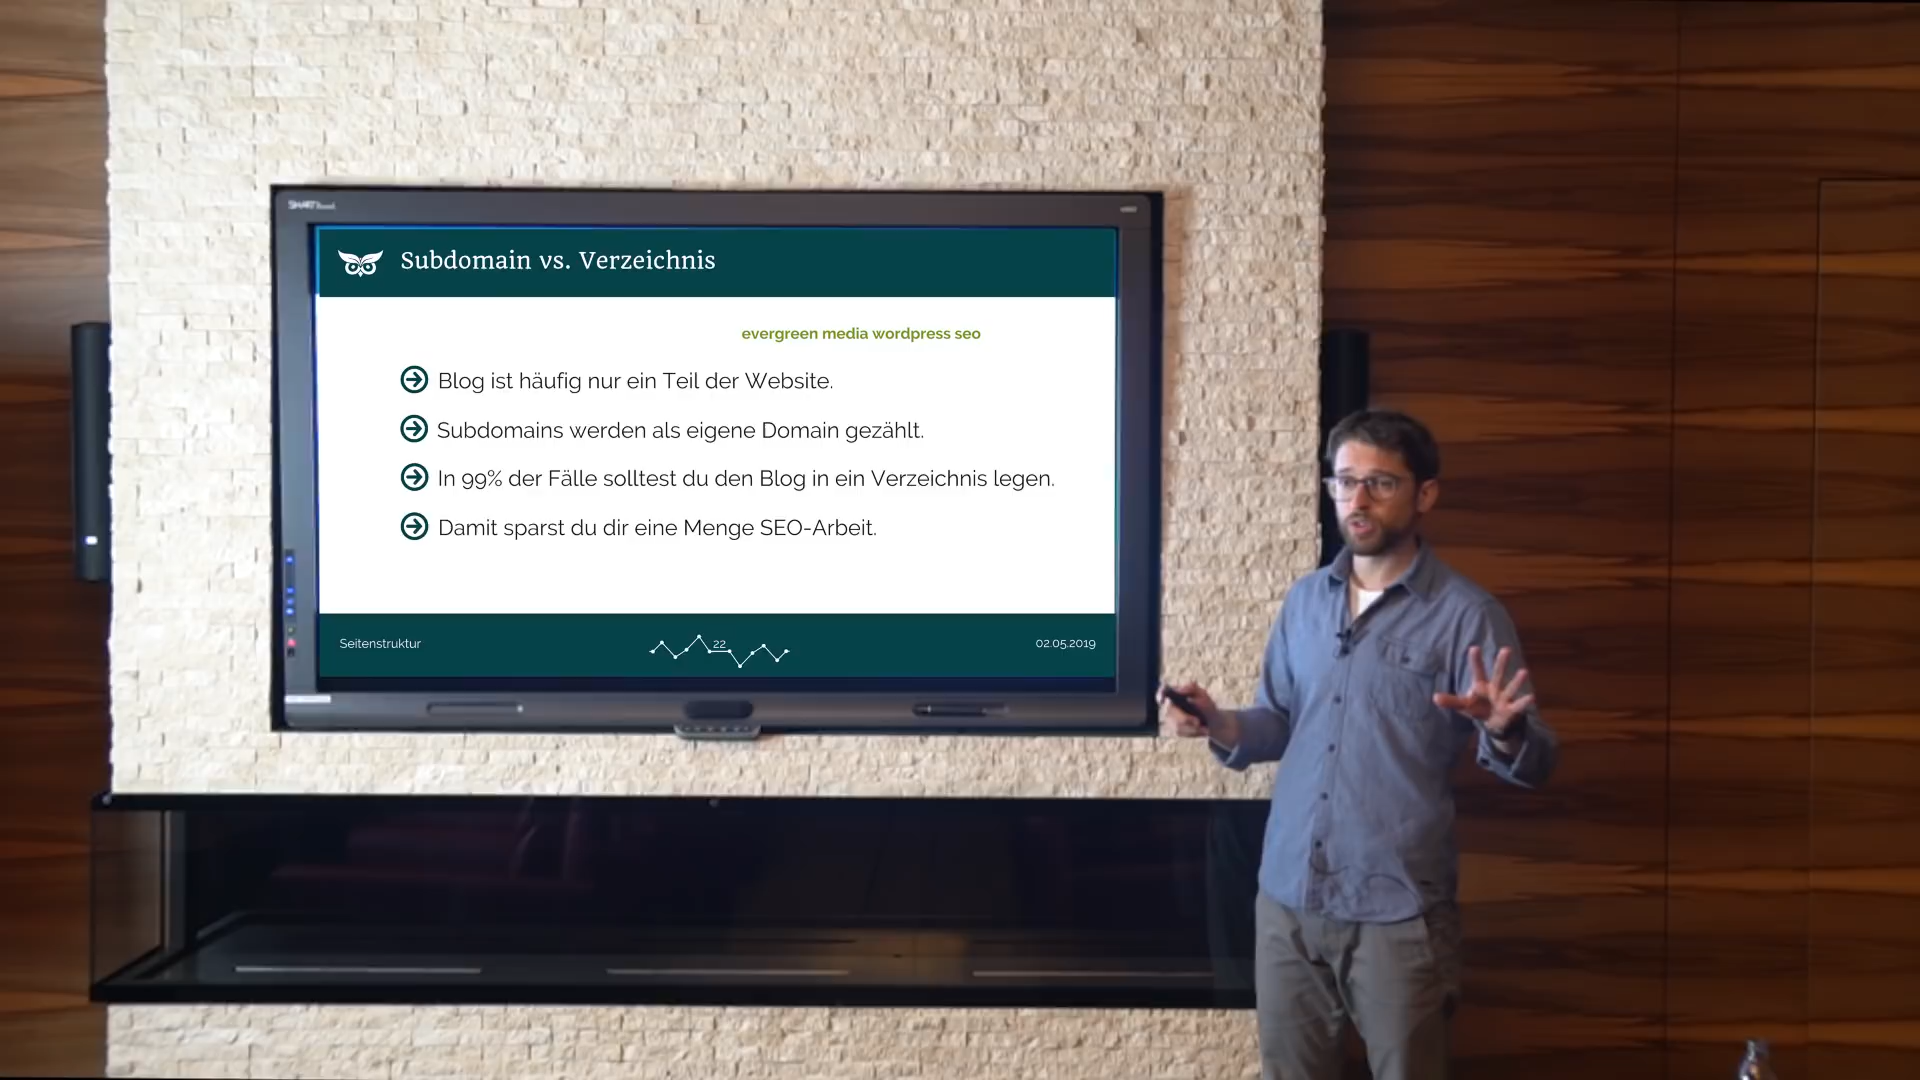 SMART Board
Subdomain vs. Verzeichnis
evergreen media wordpress seo
Blog ist häufig nur ein Teil der Website.
Subdomains werden als eigene Domain gezählt.
In 99% der Fälle solltest du den Blog in ein Verzeichnis legen.
Damit sparst du dir eine Menge SEO-Arbeit.
Seitenstruktur
22
02.05.2019